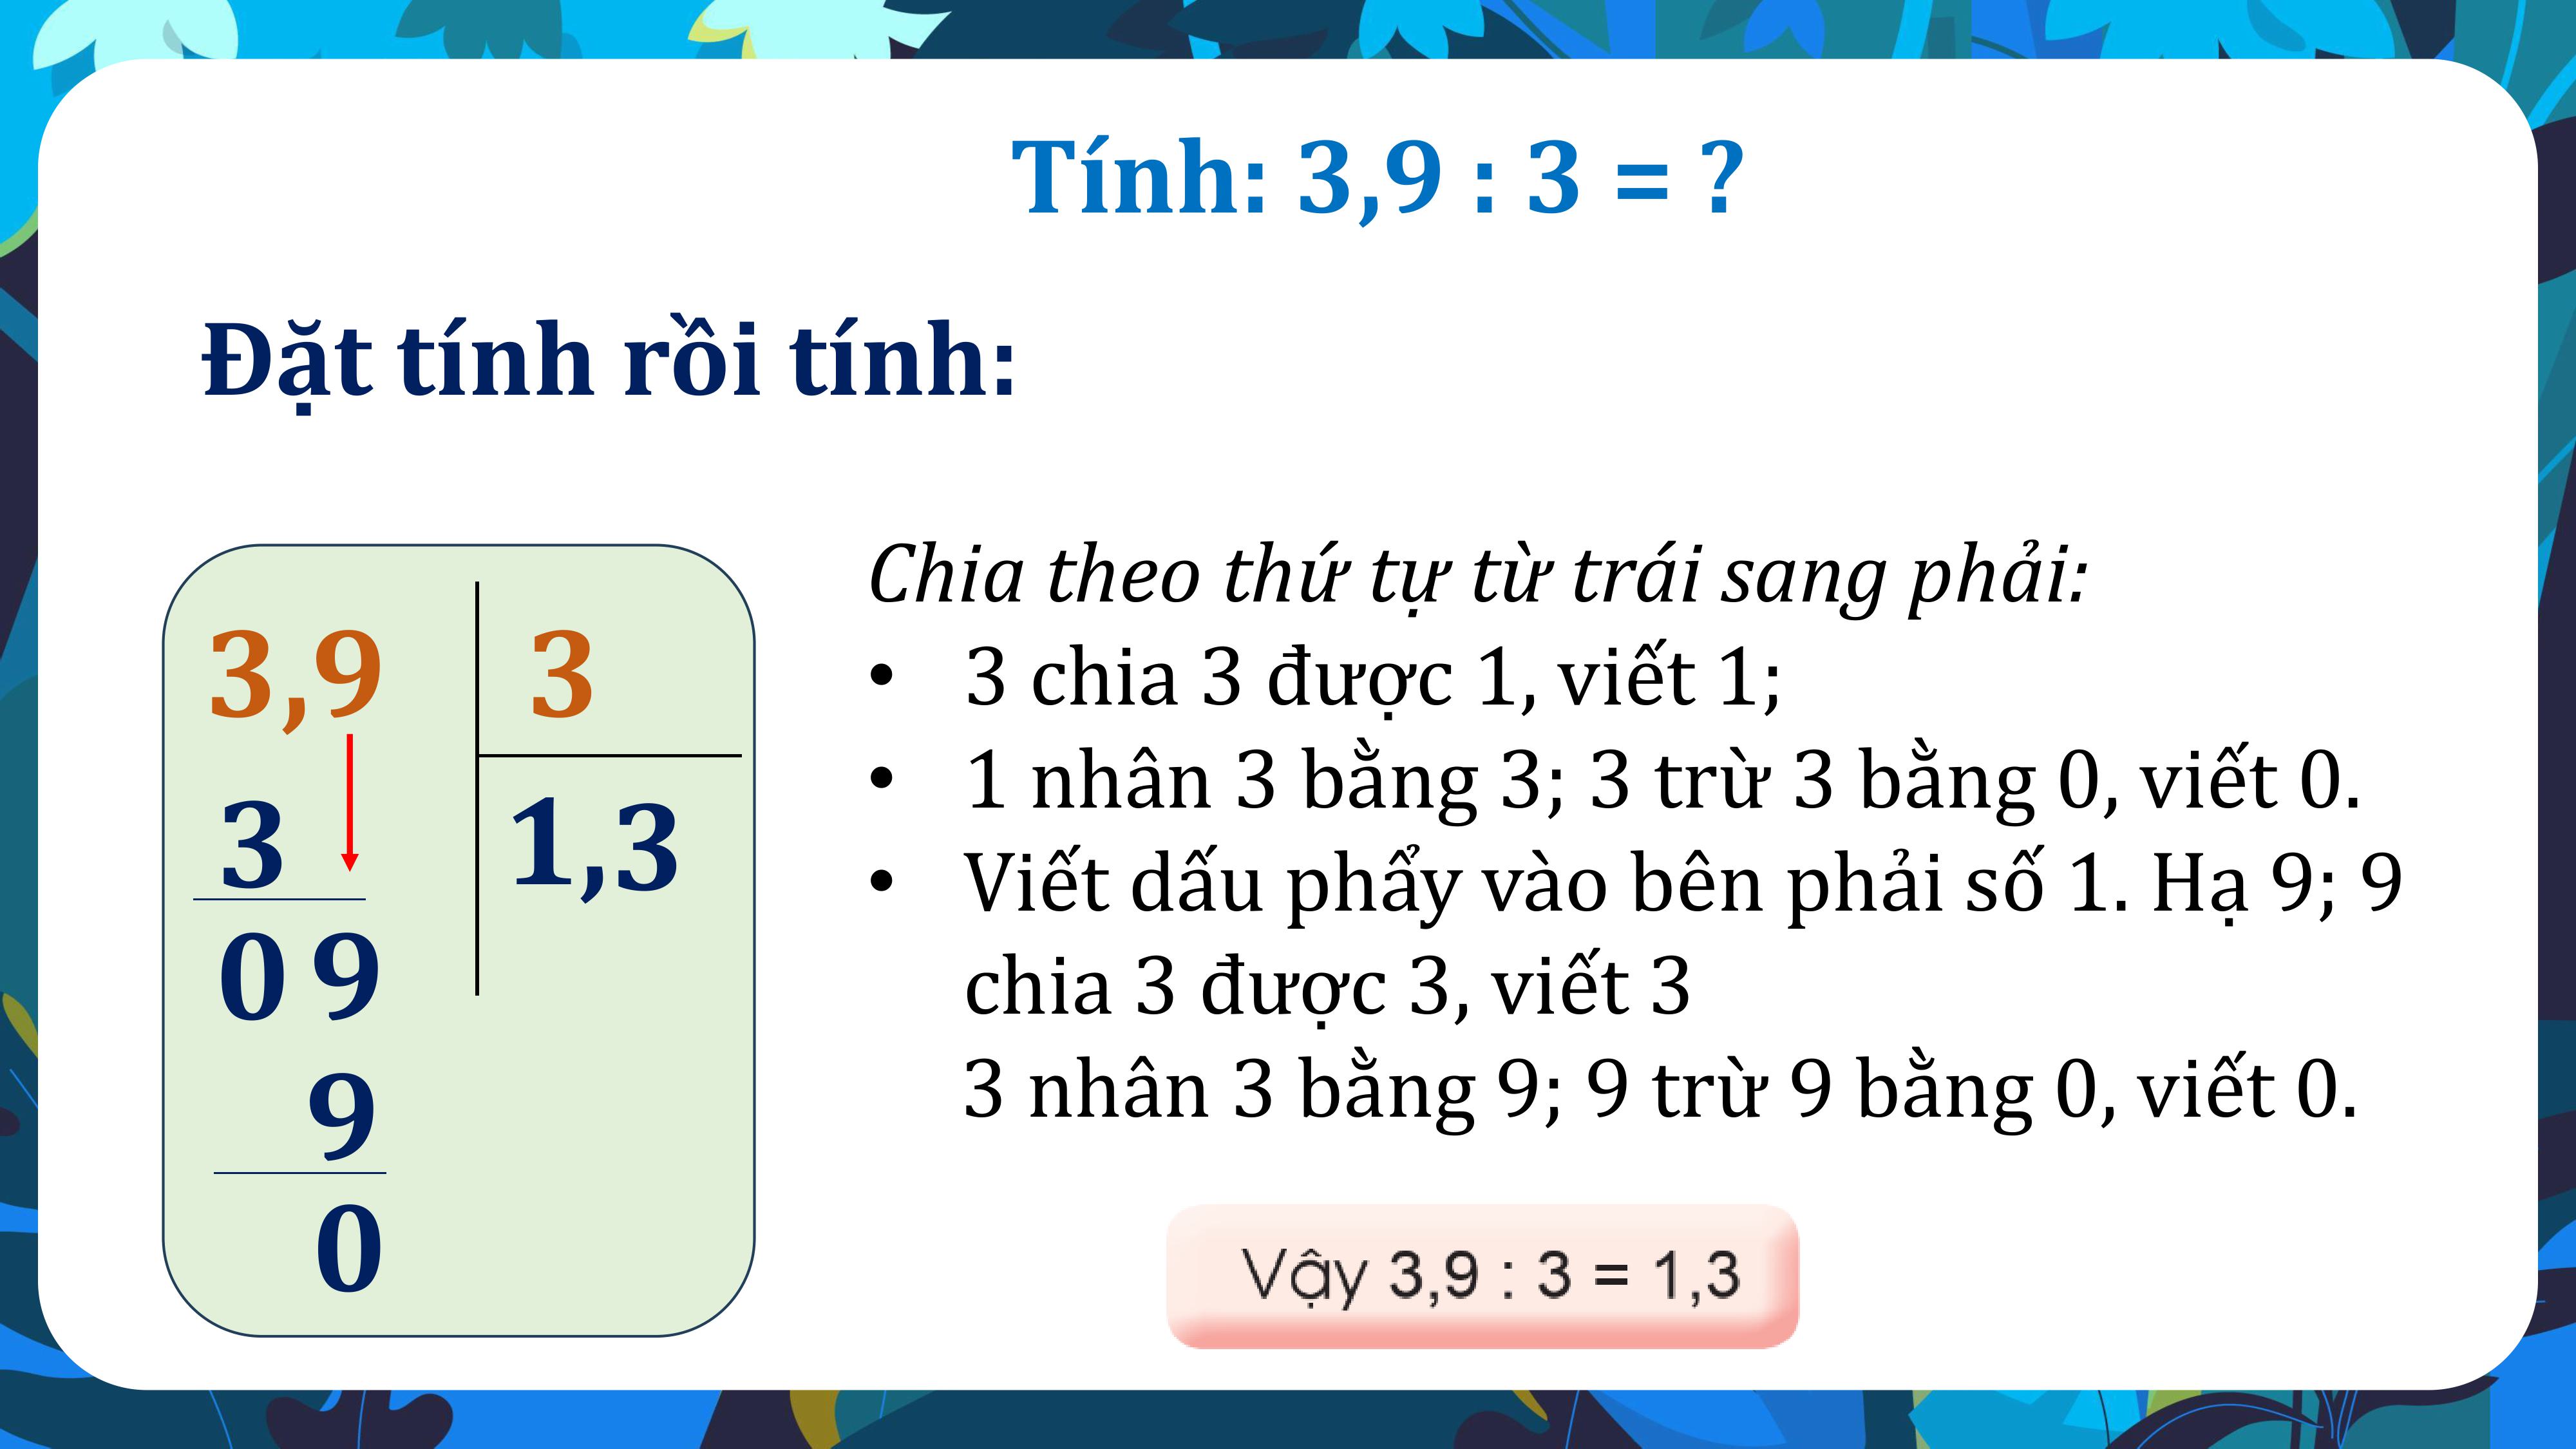 Tính: 3,9 : 3 = ?
Đặt tính rồi tính:
3,9 3
3 1,3
0 9
9
0
Chia theo thứ tự từ trái sang phải:
• 3 chia 3 được 1, viết 1;
• 1 nhân 3 bằng 3; 3 trừ 3 bằng 0, viết 0.
• Viết dấu phẩy vào bên phải số 1. Hạ 9; 9
chia 3 được 3, viết 3
3 nhân 3 bằng 9; 9 trừ 9 bằng 0, viết 0.
Vậy 3,9 : 3 = 1,3